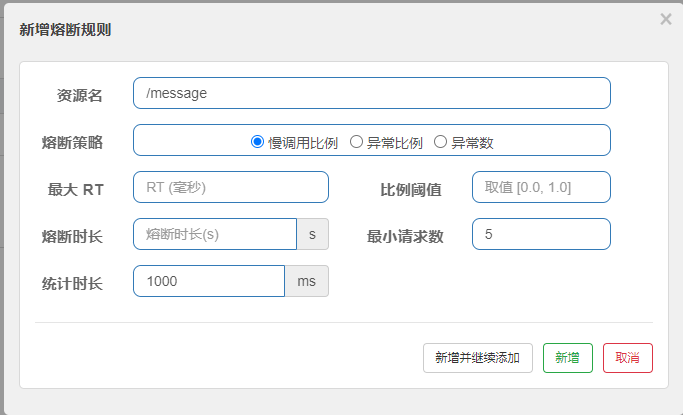 新增熔断规则
×
资源名 /message
熔断策略 慢调用比例 异常比例 异常数
最大 RT RT (毫秒) 比例阈值 取值 [0.0, 1.0]
熔断时长 熔断时长(s) s 最小请求数 5
统计时长 1000 ms
新增并继续添加 新增 取消